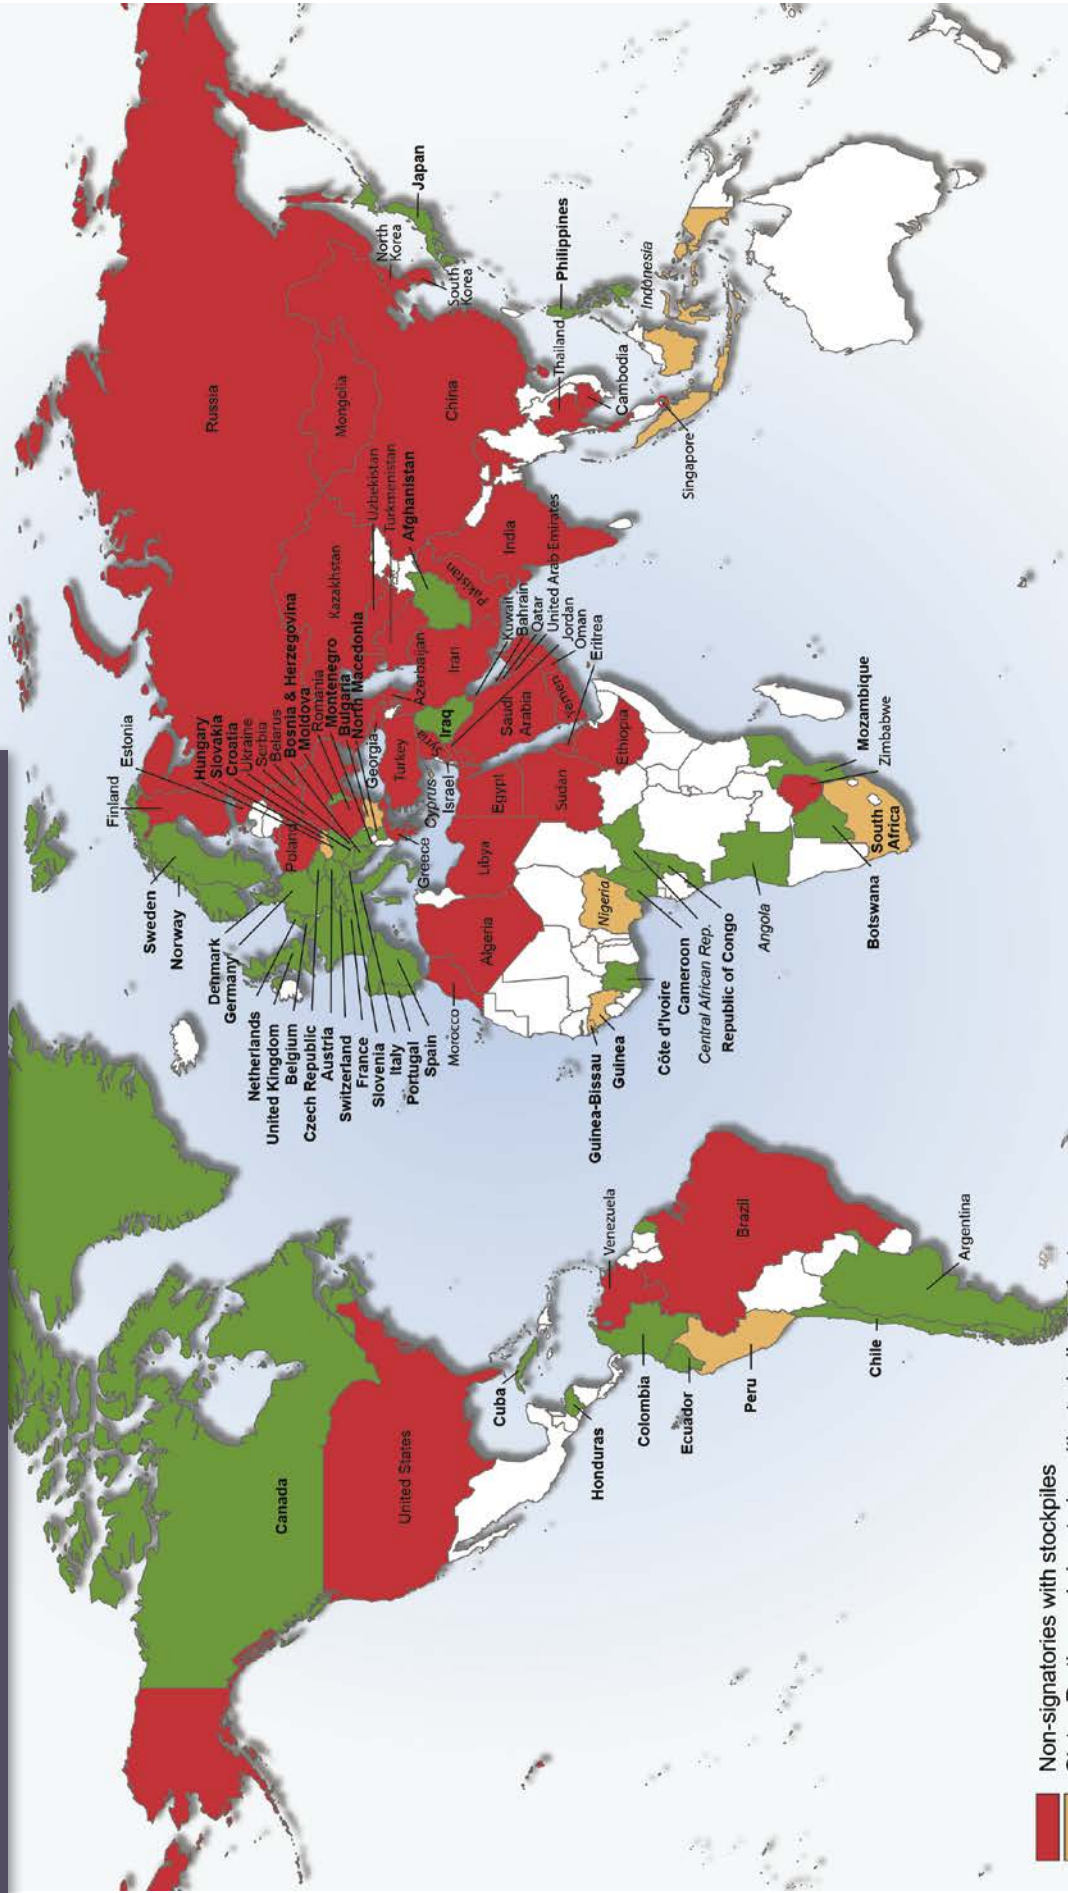 Russia
Mongolia
China
North
Korea
South
Korea
Japan
Philippines
Thailand
Cambodia
Indonesia
Singapore
Kazakhstan
Uzbekistan
Turkmenistan
Afghanistan
Pakistan
India
Iran
Azerbaijan
Georgia
Turkey
Syria
Iraq
Cyprus
Israel
Saudi
Arabia
Yemen
Kuwait
Bahrain
Qatar
United Arab Emirates
Jordan
Oman
Eritrea
Finland
Estonia
Hungary
Slovakia
Croatia
Ukraine
Serbia
Belarus
Bosnia & Herzegovina
Moldova
Romania
Montenegro
Bulgaria
North Macedonia
Poland
Greece
Sweden
Norway
Denmark
Germany
Netherlands
United Kingdom
Belgium
Czech Republic
Austria
Switzerland
France
Slovenia
Italy
Portugal
Spain
Morocco
Algeria
Libya
Egypt
Sudan
Ethiopia
Nigeria
Guinea-Bissau
Guinea
Côte d'Ivoire
Cameroon
Central African Rep.
Republic of Congo
Angola
Botswana
South
Africa
Mozambique
Zimbabwe
Canada
United States
Cuba
Honduras
Venezuela
Colombia
Ecuador
Peru
Brazil
Chile
Argentina
Non-signatories with stockpiles